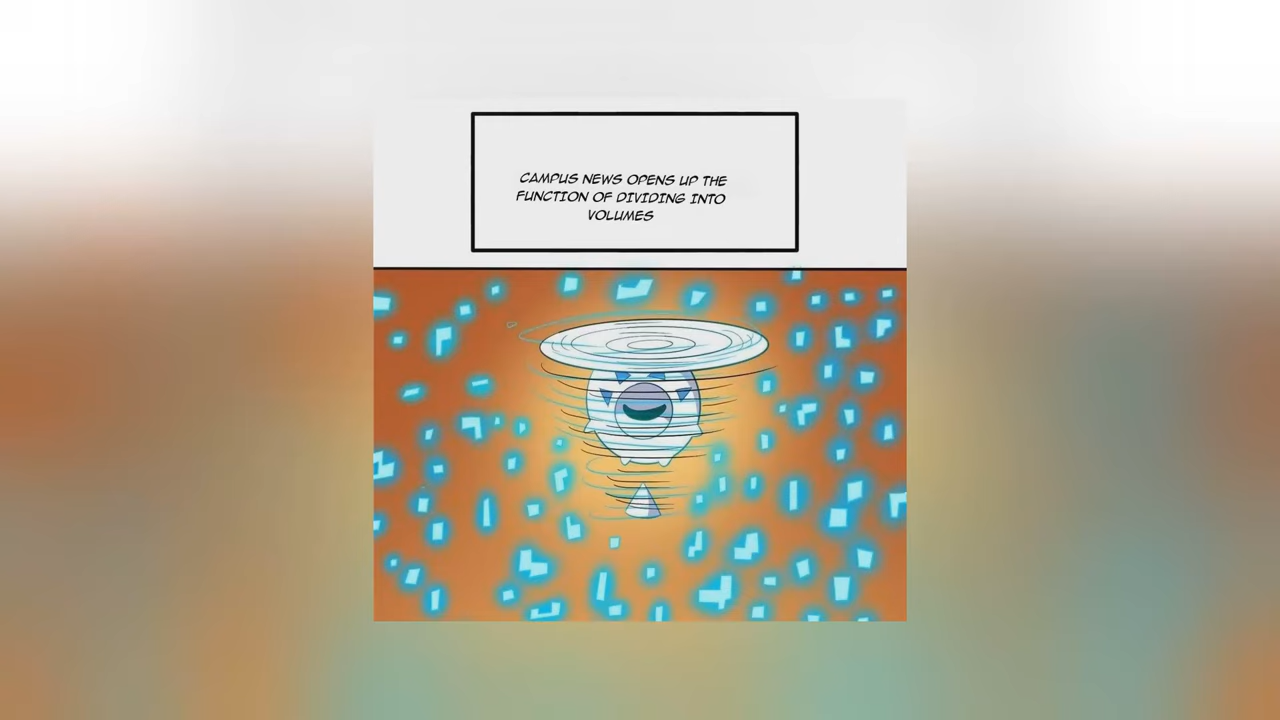 CAMPUS NEWS OPENS UP THE
FUNCTION OF DIVIDING INTO
VOLUMES